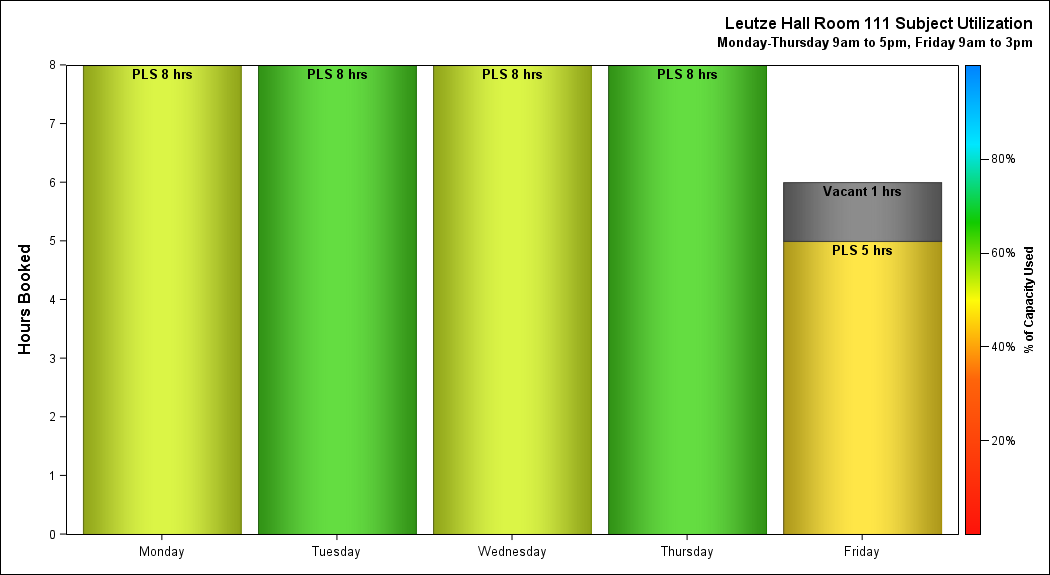 Leutze Hall Room 111 Subject Utilization
Monday-Thursday 9am to 5pm, Friday 9am to 3pm
Hours Booked
8
7
6
5
4
3
2
1
0
PLS 8 hrs
PLS 8 hrs
PLS 8 hrs
PLS 8 hrs
Vacant 1 hrs
PLS 5 hrs
Monday
Tuesday
Wednesday
Thursday
Friday
80%
60%
40%
20%
% of Capacity Used